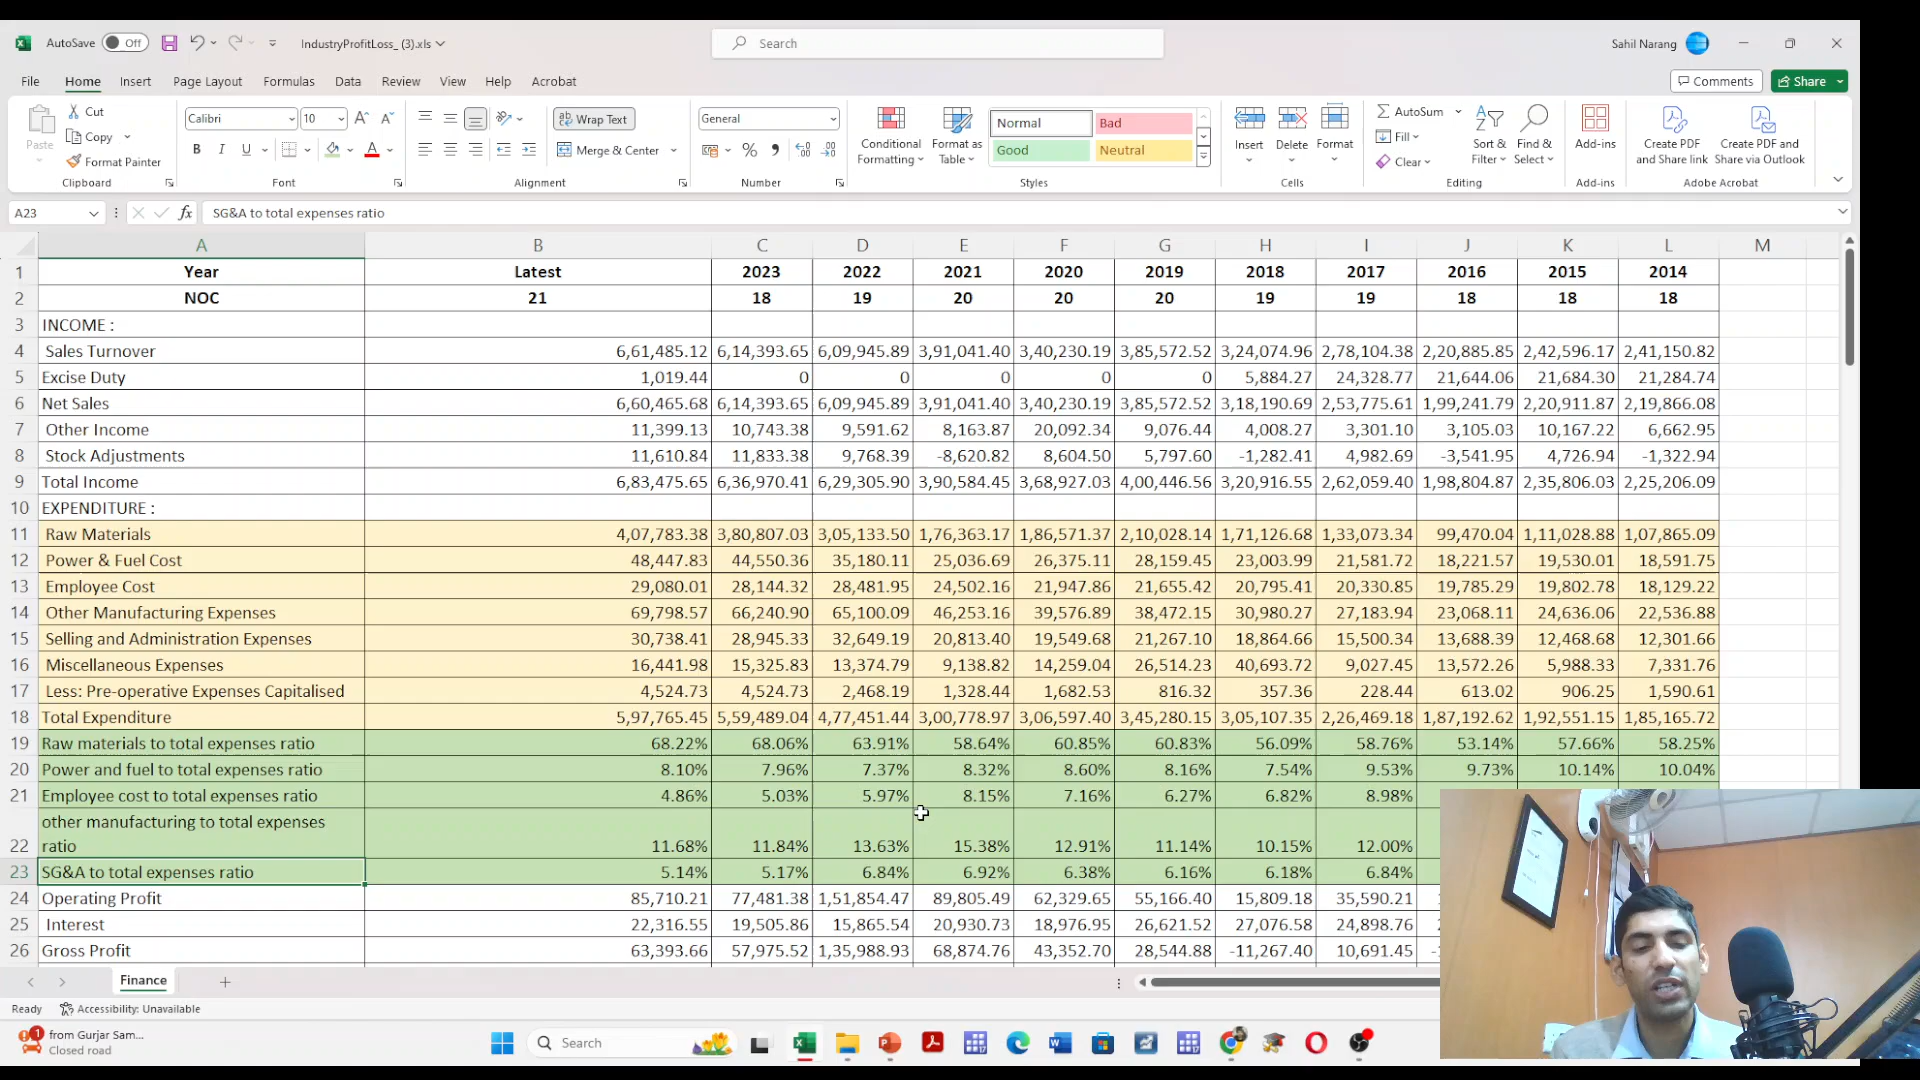 AutoSave Off IndustryProfitLoss_ (3).xls Search Sahil Narang
File Home Insert Page Layout Formulas Data Review View Help Acrobat Comments Share
Paste Cut Copy Format Painter Clipboard
Calibri 10 A A B I U A Font
ab Wrap Text Merge & Center Alignment
General % Number
Conditional Formatting Format as Table Normal Bad Good Neutral Styles
Insert Delete Format Cells
AutoSum Fill Clear Sort & Filter Find & Select Editing
Add-ins Add-ins
Create PDF and Share link Create PDF and Share via Outlook Adobe Acrobat
A23 fx SG&A to total expenses ratio
A B C D E F G H I J K L M
1 Year Latest 2023 2022 2021 2020 2019 2018 2017 2016 2015 2014
2 NOC 21 18 19 20 20 20 19 19 18 18 18
3 INCOME :
4 Sales Turnover 6,61,485.12 6,14,393.65 6,09,945.89 3,91,041.40 3,40,230.19 3,85,572.52 3,24,074.96 2,78,104.38 2,20,885.85 2,42,596.17 2,41,150.82
5 Excise Duty 1,019.44 0 0 0 0 0 5,884.27 24,328.77 21,644.06 21,684.30 21,284.74
6 Net Sales 6,60,465.68 6,14,393.65 6,09,945.89 3,91,041.40 3,40,230.19 3,85,572.52 3,18,190.69 2,53,775.61 1,99,241.79 2,20,911.87 2,19,866.08
7 Other Income 11,399.13 10,743.38 9,591.62 8,163.87 20,092.34 9,076.44 4,008.27 3,301.10 3,105.03 10,167.22 6,662.95
8 Stock Adjustments 11,610.84 11,833.38 9,768.39 -8,620.82 8,604.50 5,797.60 -1,282.41 4,982.69 -3,541.95 4,726.94 -1,322.94
9 Total Income 6,83,475.65 6,36,970.41 6,29,305.90 3,90,584.45 3,68,927.03 4,00,446.56 3,20,916.55 2,62,059.40 1,98,804.87 2,35,806.03 2,25,206.09
10 EXPENDITURE :
11 Raw Materials 4,07,783.38 3,80,807.03 3,05,133.50 1,76,363.17 1,86,571.37 2,10,028.14 1,71,126.68 1,33,073.34 99,470.04 1,11,028.88 1,07,865.09
12 Power & Fuel Cost 48,447.83 44,550.36 35,180.11 25,036.69 26,375.11 28,159.45 23,003.99 21,581.72 18,221.57 19,530.01 18,591.75
13 Employee Cost 29,080.01 28,144.32 28,481.95 24,502.16 21,947.86 21,655.42 20,795.41 20,330.85 19,785.29 19,802.78 18,129.22
14 Other Manufacturing Expenses 69,798.57 66,240.90 65,100.09 46,253.16 39,576.89 38,472.15 30,980.27 27,183.94 23,068.11 24,636.06 22,536.88
15 Selling and Administration Expenses 30,738.41 28,945.33 32,649.19 20,813.40 19,549.68 21,267.10 18,864.66 15,500.34 13,688.39 12,468.68 12,301.66
16 Miscellaneous Expenses 16,441.98 15,325.83 13,374.79 9,138.82 14,259.04 26,514.23 40,693.72 9,027.45 13,572.26 5,988.33 7,331.76
17 Less: Pre-operative Expenses Capitalised 4,524.73 4,524.73 2,468.19 1,328.44 1,682.53 816.32 357.36 228.44 613.02 906.25 1,590.61
18 Total Expenditure 5,97,765.45 5,59,489.04 4,77,451.44 3,00,778.97 3,06,597.40 3,45,280.15 3,05,107.35 2,26,469.18 1,87,192.62 1,92,551.15 1,85,165.72
19 Raw materials to total expenses ratio 68.22% 68.06% 63.91% 58.64% 60.85% 60.83% 56.09% 58.76% 53.14% 57.66% 58.25%
20 Power and fuel to total expenses ratio 8.10% 7.96% 7.37% 8.32% 8.60% 8.16% 7.54% 9.53% 9.73% 10.14% 10.04%
21 Employee cost to total expenses ratio 4.86% 5.03% 5.97% 8.15% 7.16% 6.27% 6.82% 8.98%
other manufacturing to total expenses
22 ratio 11.68% 11.84% 13.63% 15.38% 12.91% 11.14% 10.15% 12.00%
23 SG&A to total expenses ratio 5.14% 5.17% 6.84% 6.92% 6.38% 6.16% 6.18% 6.84%
24 Operating Profit 85,710.21 77,481.38 1,51,854.47 89,805.49 62,329.65 55,166.40 15,809.18 35,590.21
25 Interest 22,316.55 19,505.86 15,865.54 20,930.73 18,976.95 26,621.52 27,076.58 24,898.76
26 Gross Profit 63,393.66 57,975.52 1,35,988.93 68,874.76 43,352.70 28,544.88 -11,267.40 10,691.45
Finance
Ready Accessibility: Unavailable
1 from Gurjar Sam...
Closed road
Search